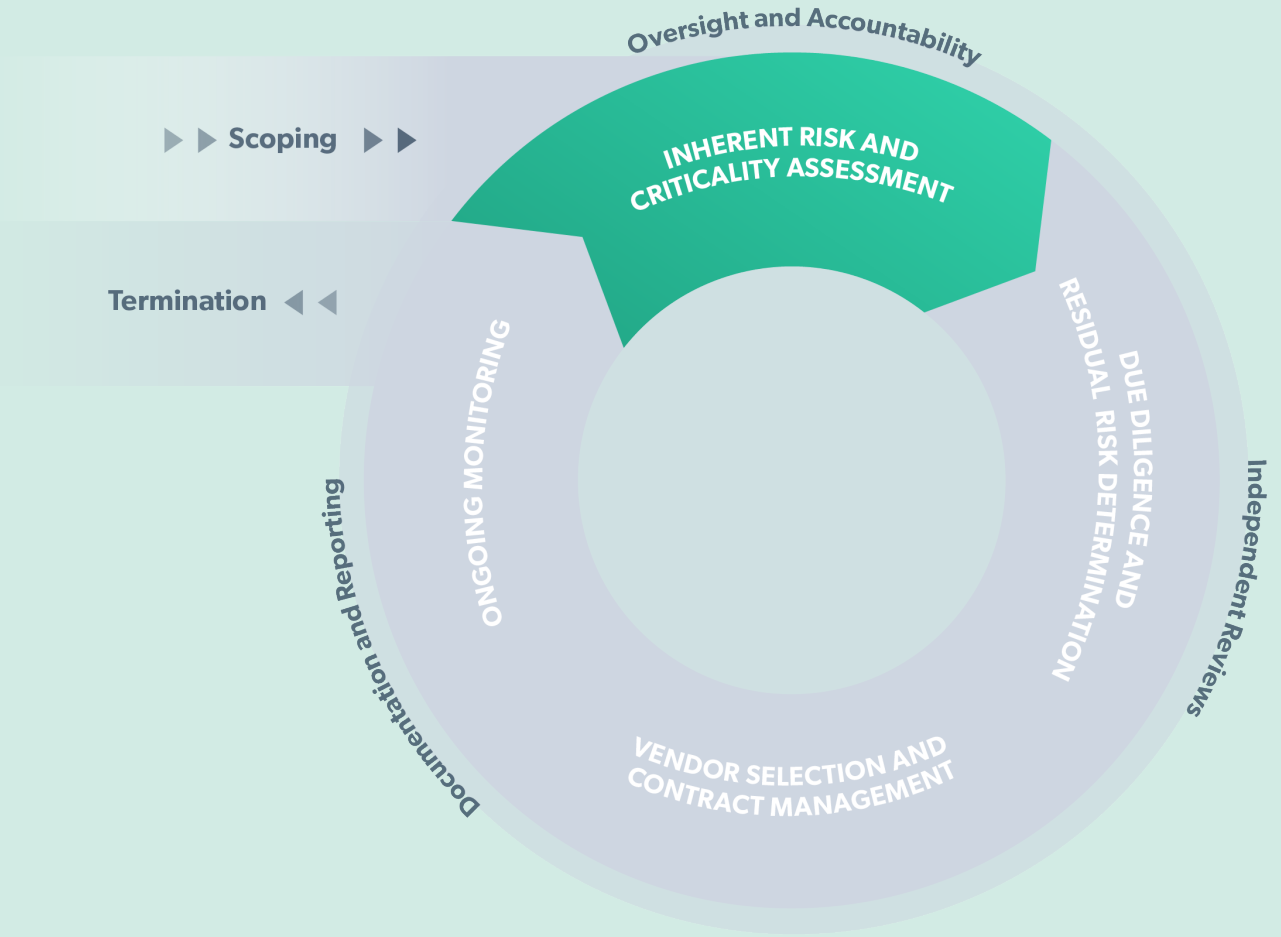 Oversight and Accountability
Scoping
INHERENT RISK AND
CRITICALITY ASSESSMENT
Termination
DUE DILIGENCE AND
RESIDUAL RISK DETERMINATION
Independent Reviews
VENDOR SELECTION AND
CONTRACT MANAGEMENT
ONGOING MONITORING
Documentation and Reporting